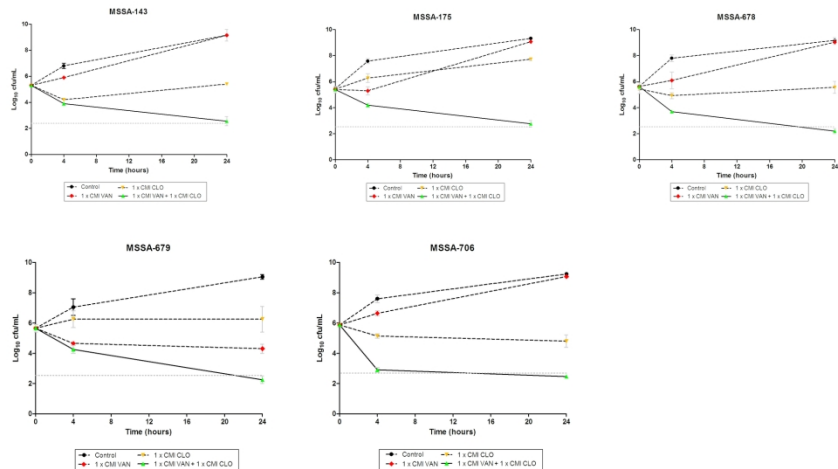 MSSA-143
Log₁₀ cfu/mL
10
8
6
4
2
0
0 4 8 12 16 20 24
Time (hours)
Control 1 x CMI CLO
1 x CMI VAN 1 x CMI VAN + 1 x CMI CLO
MSSA-175
Log₁₀ cfu/mL
10
8
6
4
2
0
0 4 8 12 16 20 24
Time (hours)
Control 1 x CMI CLO
1 x CMI VAN 1 x CMI VAN + 1 x CMI CLO
MSSA-678
Log₁₀ cfu/mL
10
8
6
4
2
0
0 4 8 12 16 20 24
Time (hours)
Control 1 x CMI CLO
1 x CMI VAN 1 x CMI VAN + 1 x CMI CLO
MSSA-679
Log₁₀ cfu/mL
10
8
6
4
2
0
0 4 8 12 16 20 24
Time (hours)
Control 1 x CMI CLO
1 x CMI VAN 1 x CMI VAN + 1 x CMI CLO
MSSA-706
Log₁₀ cfu/mL
10
8
6
4
2
0
0 4 8 12 16 20 24
Time (hours)
Control 1 x CMI CLO
1 x CMI VAN 1 x CMI VAN + 1 x CMI CLO